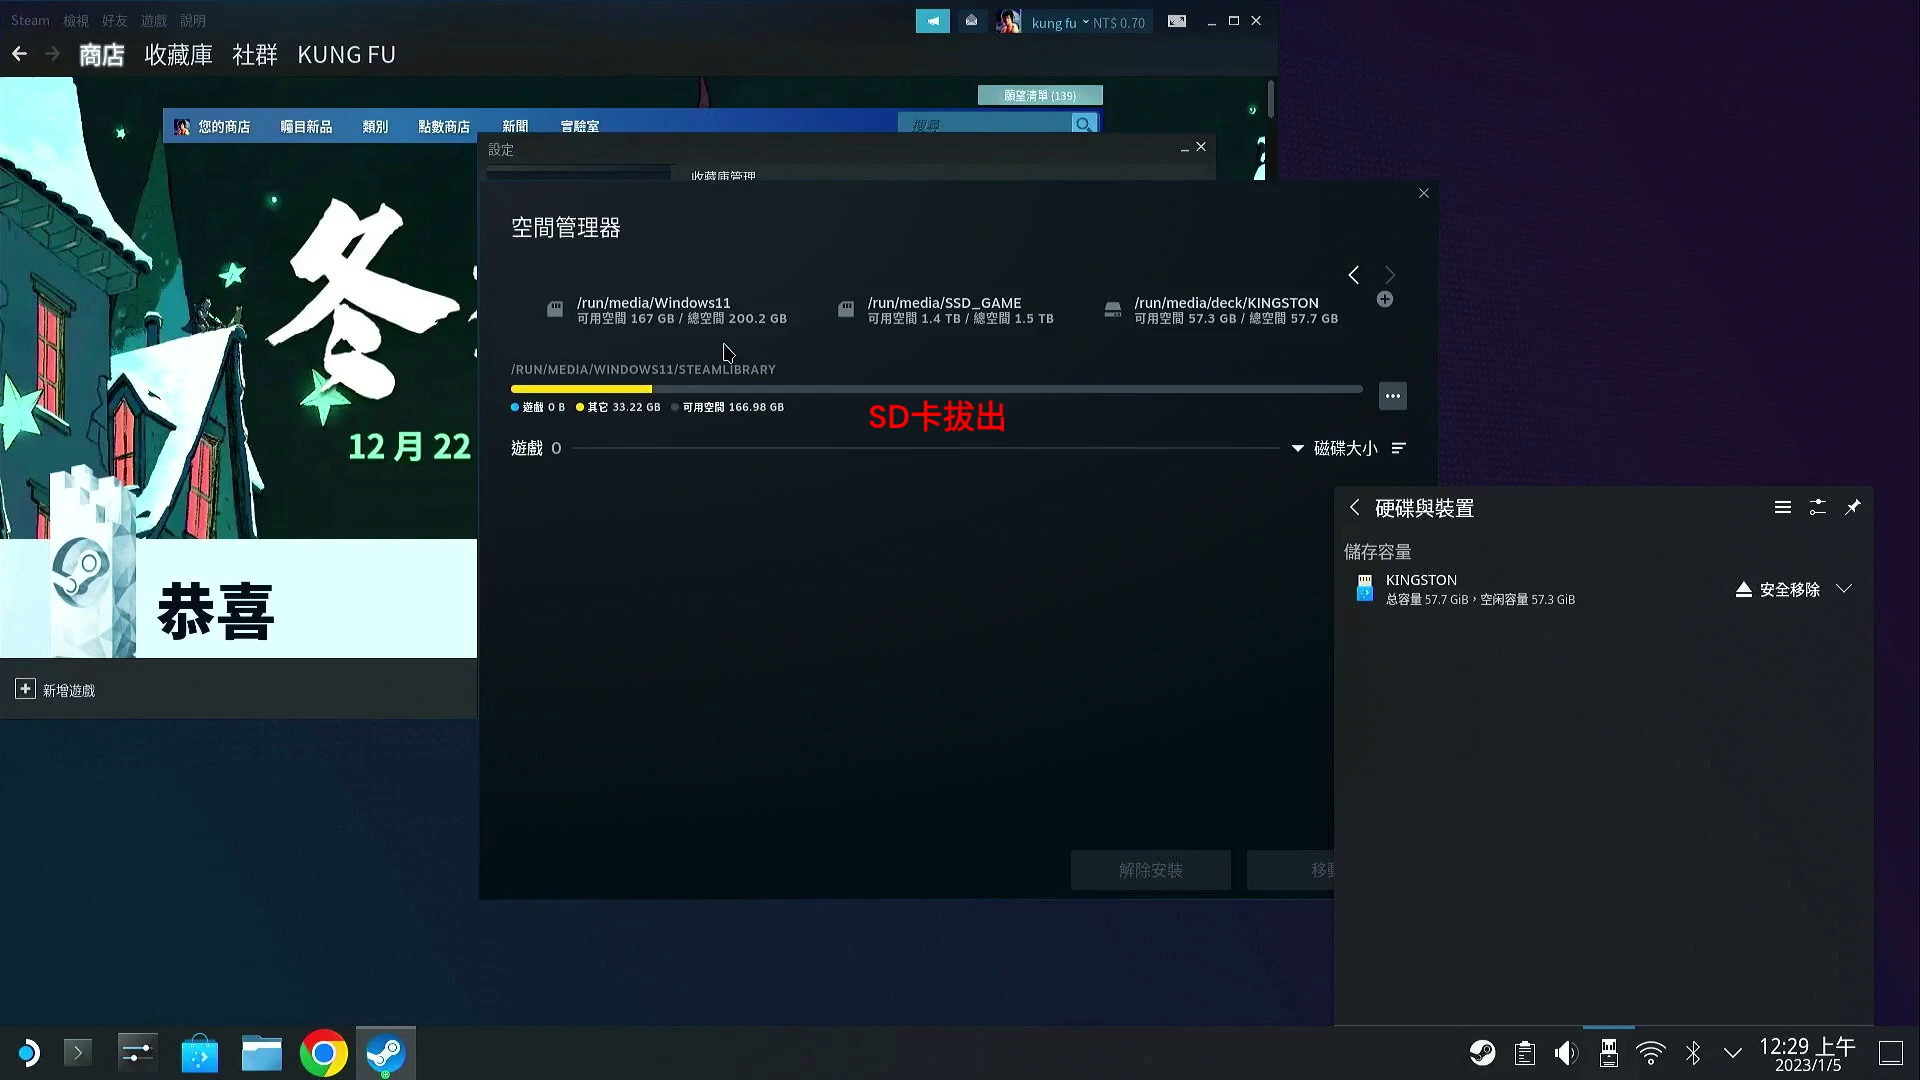 Steam 檢視 好友 遊戲 說明
kung fu NT$ 0.70
商店 收藏庫 社群 KUNG FU
願望清單 (139)
您的商店 矚目新品 類別 點數商店 新聞 實驗室 搜尋
設定
收藏庫管理
空間管理器
/run/media/Windows11
可用空間 167 GB / 總空間 200.2 GB
/run/media/SSD_GAME
可用空間 1.4 TB / 總空間 1.5 TB
/run/media/deck/KINGSTON
可用空間 57.3 GB / 總空間 57.7 GB
/RUN/MEDIA/WINDOWS11/STEAMLIBRARY
遊戲 0 B 其它 33.22 GB 可用空間 166.98 GB
SD卡拔出
遊戲 0 磁碟大小
冬
12 月 22
恭喜
新增遊戲
解除安裝
硬碟與裝置
儲存容量
KINGSTON
总容量 57.7 GiB，空闲容量 57.3 GiB
安全移除
12:29 上午
2023/1/5